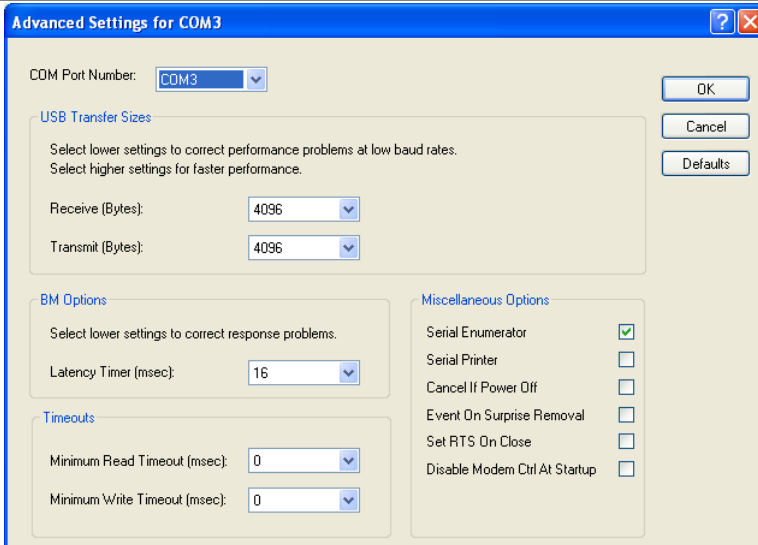 Advanced Settings for COM3
COM Port Number: COM3
OK
Cancel
Defaults
USB Transfer Sizes
Select lower settings to correct performance problems at low baud rates.
Select higher settings for faster performance.
Receive (Bytes): 4096
Transmit (Bytes): 4096
BM Options
Select lower settings to correct response problems.
Latency Timer (msec): 16
Timeouts
Minimum Read Timeout (msec): 0
Minimum Write Timeout (msec): 0
Miscellaneous Options
Serial Enumerator
Serial Printer
Cancel If Power Off
Event On Surprise Removal
Set RTS On Close
Disable Modem Ctrl At Startup